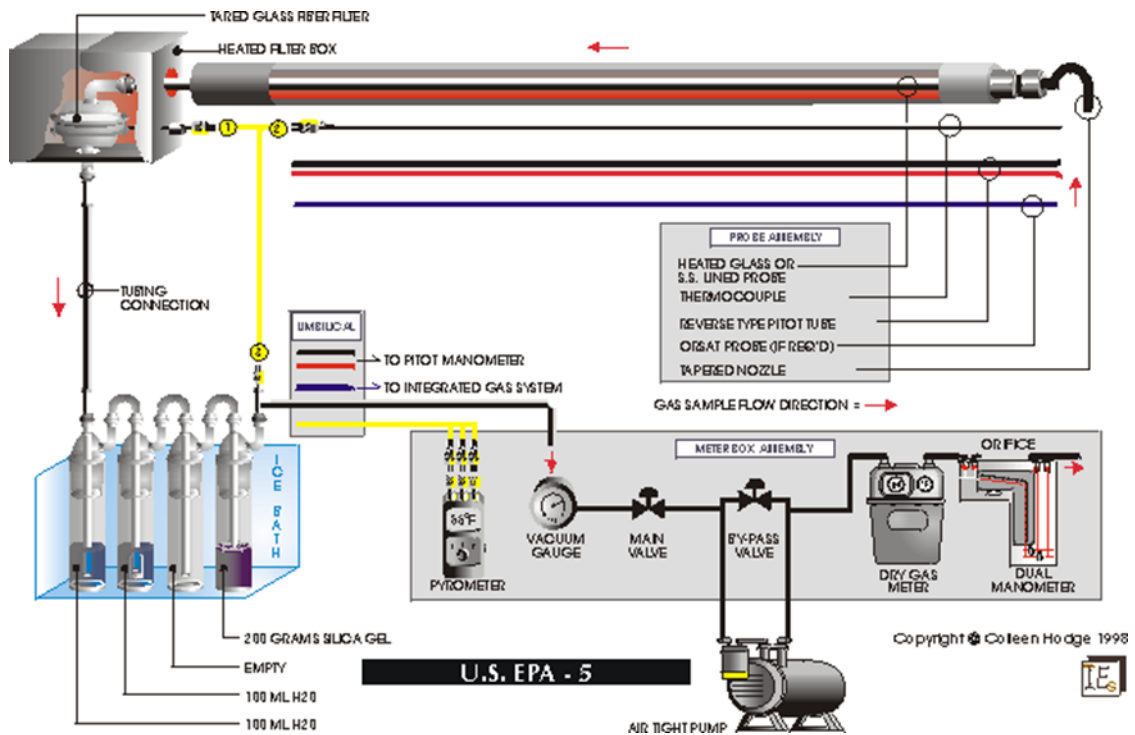 TARED GLASS FIBER FILTER
HEATED FILTER BOX
1
2
PROBE ASSEMBLY
HEATED GLASS OR
S.S. LINED PROBE
THERMOCOUPLE
REVERSE TYPE PITOT TUBE
ORSAT PROBE (IF REQ'D)
TAPERED NOZZLE
TUBING
CONNECTION
UMBILICAL
TO PITOT MANOMETER
TO INTEGRATED GAS SYSTEM
GAS SAMPLE FLOW DIRECTION =
METER BOX ASSEMBLY
ORIFICE
ICE BATH
VACUUM
GAUGE
MAIN
VALVE
BY-PASS
VALVE
PYROMETER
DRY GAS
METER
DUAL
MANOMETER
200 GRAMS SILICA GEL
EMPTY
100 ML H20
100 ML H20
U.S. EPA - 5
AIR TIGHT PUMP
Copyright © Colleen Hodge 1998
IES